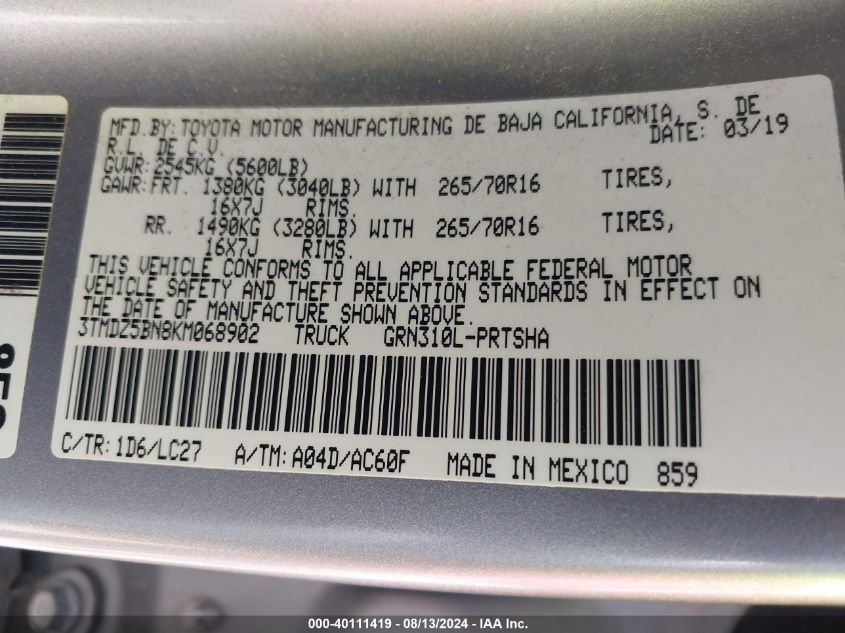 MFD. BY: TOYOTA MOTOR MANUFACTURING DE BAJA CALIFORNIA, S. DE
R.L. DE C.V. DATE: 03/19
GVWR: 2545KG (5600LB)
GAWR: FRT. 1380KG (3040LB) WITH 265/70R16 TIRES,
16X7J RIMS.
RR. 1490KG (3280LB) WITH 265/70R16 TIRES,
16X7J RIMS.
THIS VEHICLE CONFORMS TO ALL APPLICABLE FEDERAL MOTOR
VEHICLE SAFETY AND THEFT PREVENTION STANDARDS IN EFFECT ON
THE DATE OF MANUFACTURE SHOWN ABOVE.
3TMDZ5BN8KM068902 TRUCK GRN310L-PRTSHA
C/TR: 1D6/LC27 A/TM: A04D/AC60F MADE IN MEXICO 859
000-40111419 - 08/13/2024 - IAA Inc.